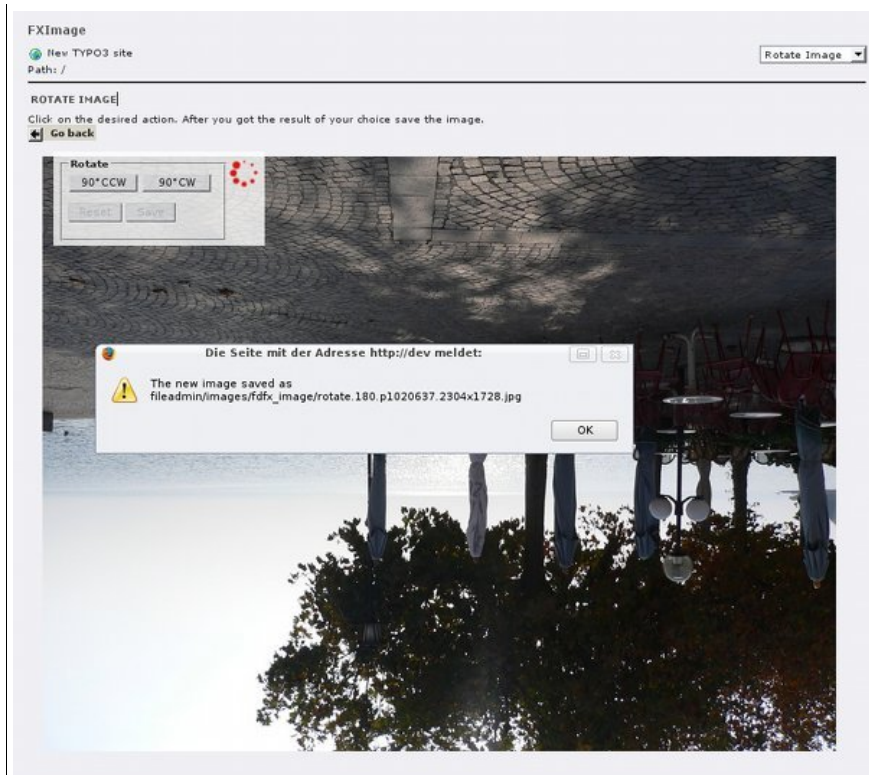 FXImage
New TYPO3 site
Rotate Image
Path: /
ROTATE IMAGE
Click on the desired action. After you got the result of your choice save the image.
Go back
Rotate
90°CCW 90°CW
Reset Save
Die Seite mit der Adresse http://dev meldet:
The new image saved as
fileadmin/images/fdfx_image/rotate.180.p1020637.2304x1728.jpg
OK